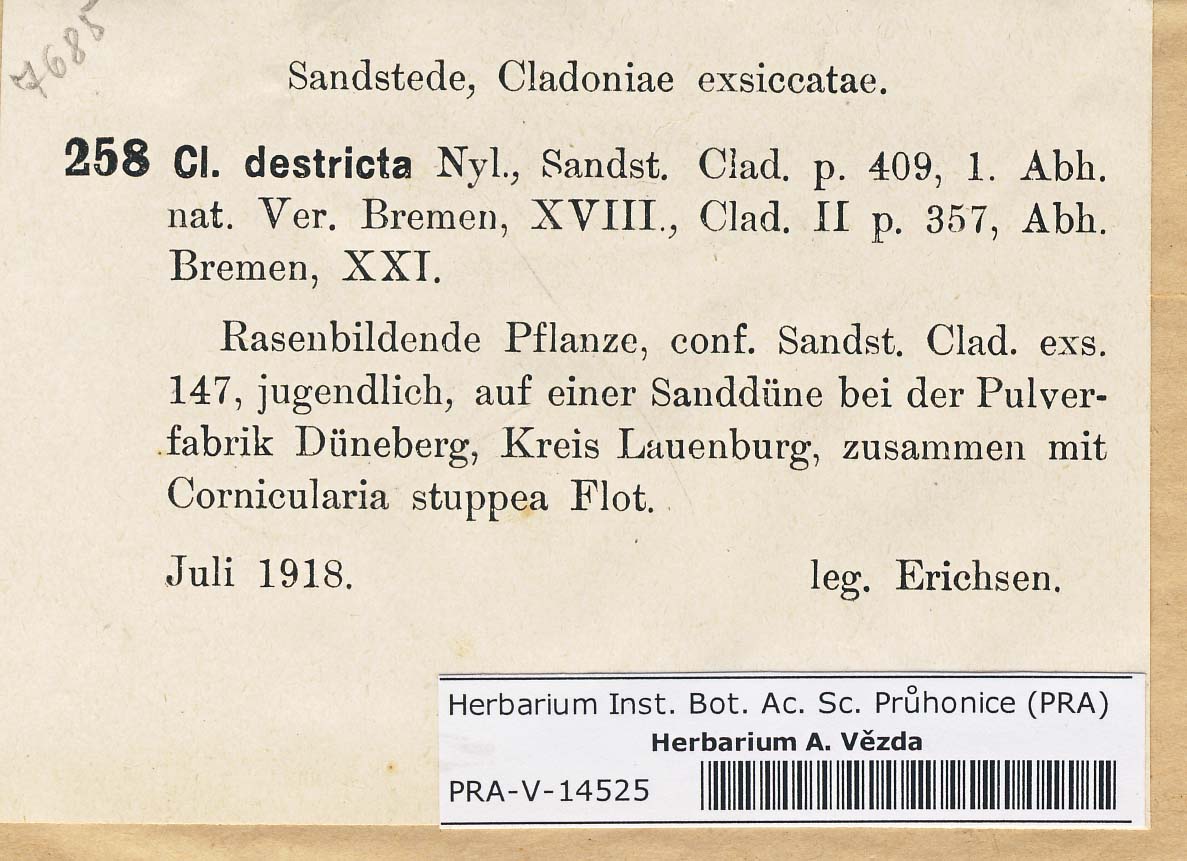 7685
Sandstede, Cladoniae exsiccatae.
258 Cl. destricta Nyl., Sandst. Clad. p. 409, 1. Abh.
nat. Ver. Bremen, XVIII., Clad. II p. 357, Abh.
Bremen, XXI.
Rasenbildende Pflanze, conf. Sandst. Clad. exs.
147, jugendlich, auf einer Sanddüne bei der Pulver-
fabrik Düneberg, Kreis Lauenburg, zusammen mit
Cornicularia stuppea Flot.
Juli 1918. leg. Erichsen.
Herbarium Inst. Bot. Ac. Sc. Průhonice (PRA)
Herbarium A. Vězda
PRA-V-14525